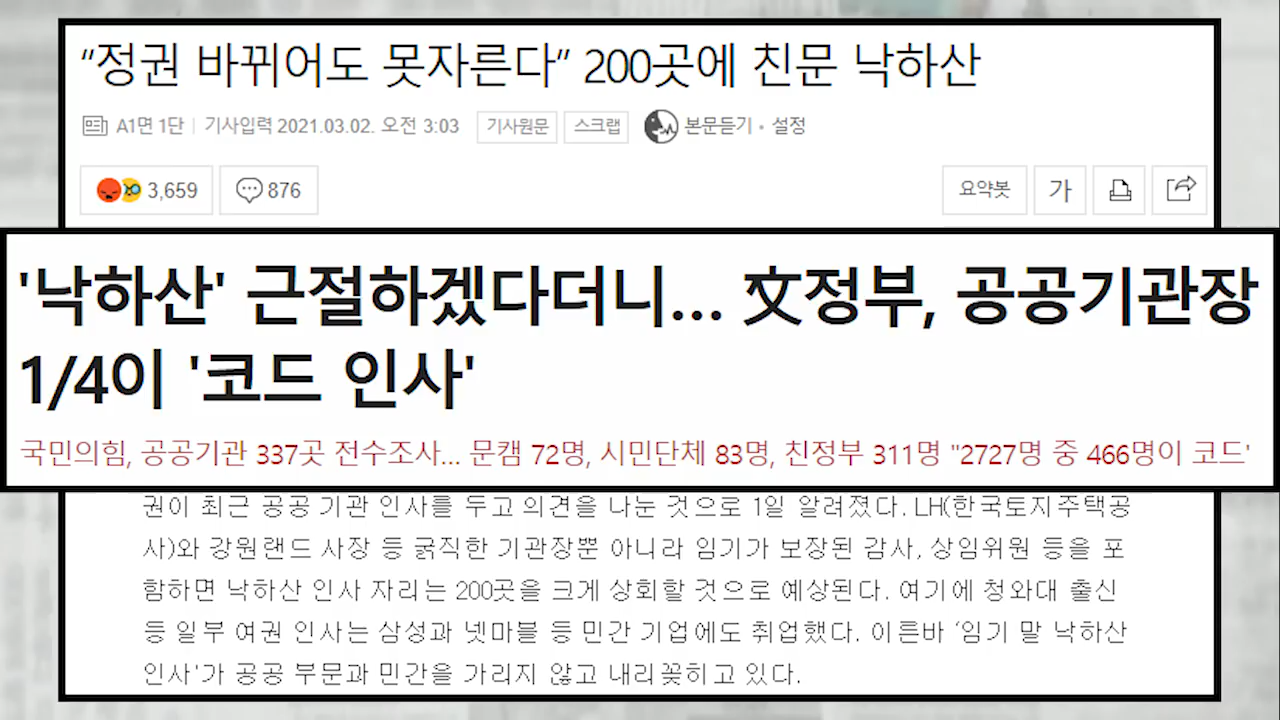 “정권 바뀌어도 못자른다” 200곳에 친문 낙하산
A1면 1단 기사입력 2021.03.02. 오전 3:03 기사원문 스크랩 본문듣기 • 설정
3,659 876 요약봇 가
'낙하산' 근절하겠다더니... 文정부, 공공기관장
1/4이 '코드 인사'
국민의힘, 공공기관 337곳 전수조사... 문캠 72명, 시민단체 83명, 친정부 311명 "2727명 중 466명이 코드'
권이 최근 공공 기관 인사를 두고 의견을 나눈 것으로 1일 알려졌다. LH(한국토지주택공
사)와 강원랜드 사장 등 굵직한 기관장뿐 아니라 임기가 보장된 감사, 상임위원 등을 포
함하면 낙하산 인사 자리는 200곳을 크게 상회할 것으로 예상된다. 여기에 청와대 출신
등 일부 여권 인사는 삼성과 넷마블 등 민간 기업에도 취업했다. 이른바 ‘임기 말 낙하산
인사'가 공공 부문과 민간을 가리지 않고 내리꽂히고 있다.